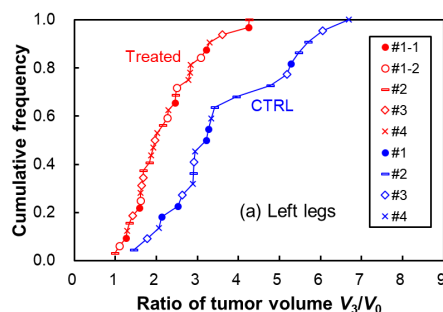 1.0
0.8
0.6
0.4
0.2
0.0
Cumulative frequency
Treated
CTRL
(a) Left legs
0 1 2 3 4 5 6 7 8 9
Ratio of tumor volume V3/V0
#1-1
#1-2
#2
#3
#4
#1
#2
#3
#4